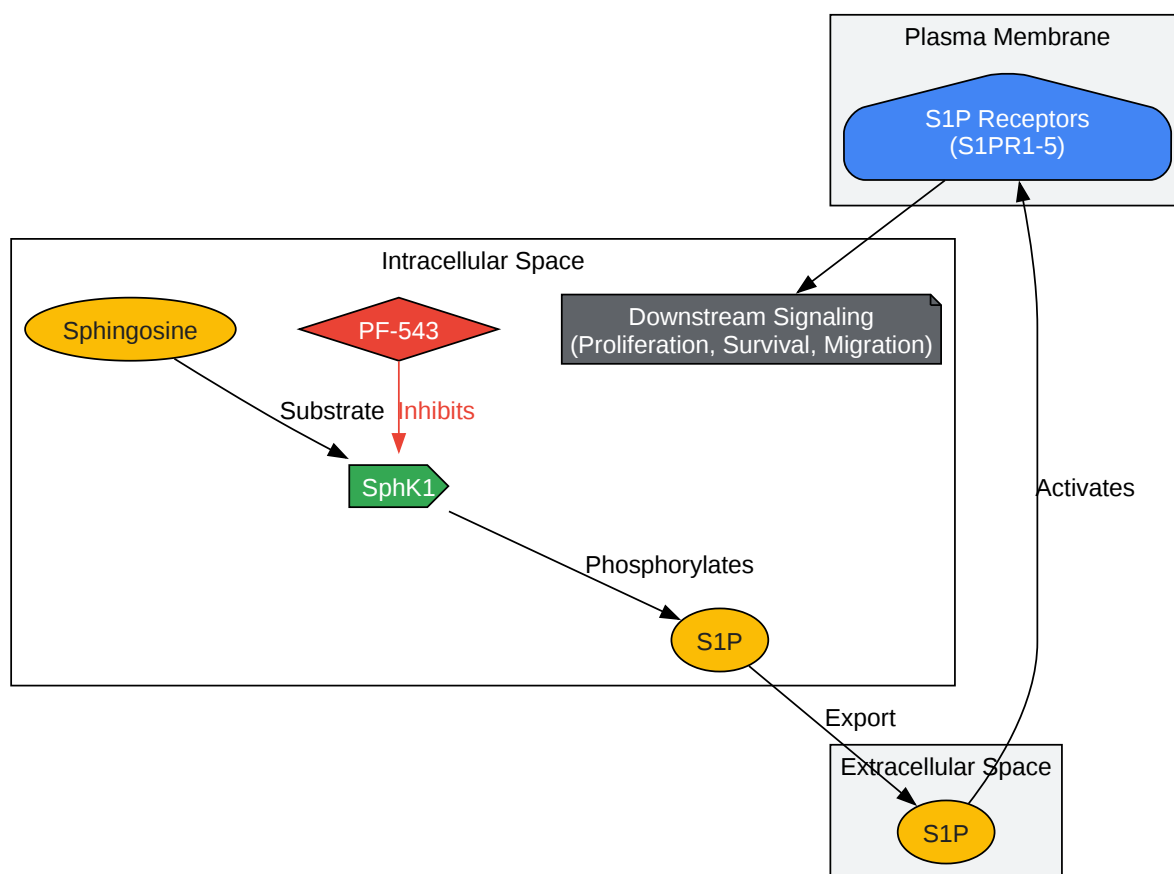 Plasma Membrane
S1P Receptors
(S1PR1-5)
Intracellular Space
Sphingosine
PF-543
Downstream Signaling
(Proliferation, Survival, Migration)
Substrate
Inhibits
SphK1
Activates
Phosphorylates
S1P
Export
Extracellular Space
S1P